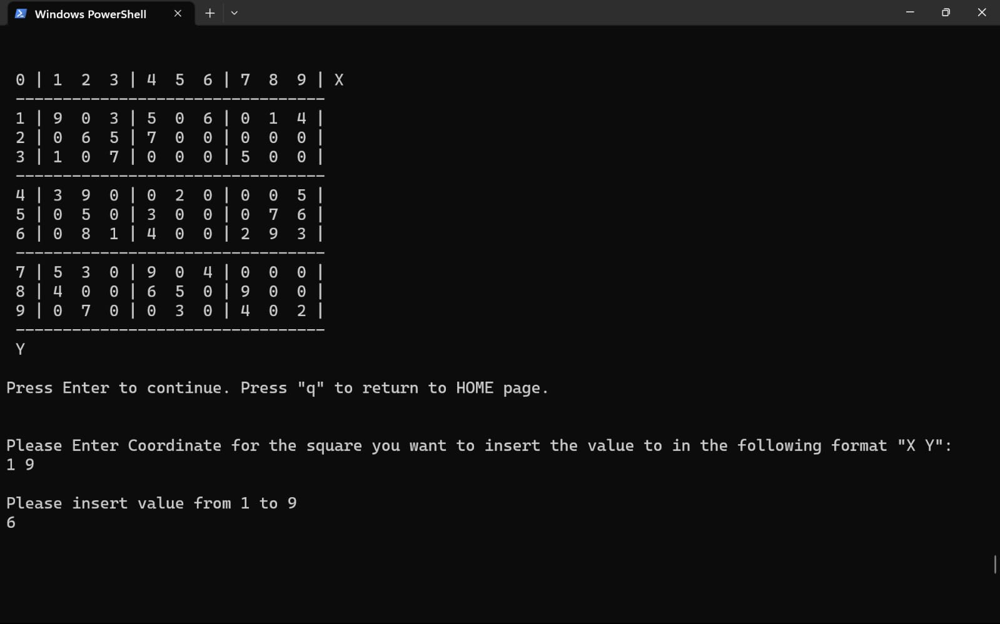 Windows PowerShell
0 | 1  2  3 | 4  5  6 | 7  8  9 | X
---------------------------------
1 | 9  0  3 | 5  0  6 | 0  1  4 |
2 | 0  6  5 | 7  0  0 | 0  0  0 |
3 | 1  0  7 | 0  0  0 | 5  0  0 |
---------------------------------
4 | 3  9  0 | 0  2  0 | 0  0  5 |
5 | 0  5  0 | 3  0  0 | 0  7  6 |
6 | 0  8  1 | 4  0  0 | 2  9  3 |
---------------------------------
7 | 5  3  0 | 9  0  4 | 0  0  0 |
8 | 4  0  0 | 6  5  0 | 9  0  0 |
9 | 0  7  0 | 0  3  0 | 4  0  2 |
---------------------------------
Y
Press Enter to continue. Press "q" to return to HOME page.
Please Enter Coordinate for the square you want to insert the value to in the following format "X Y":
1 9
Please insert value from 1 to 9
6